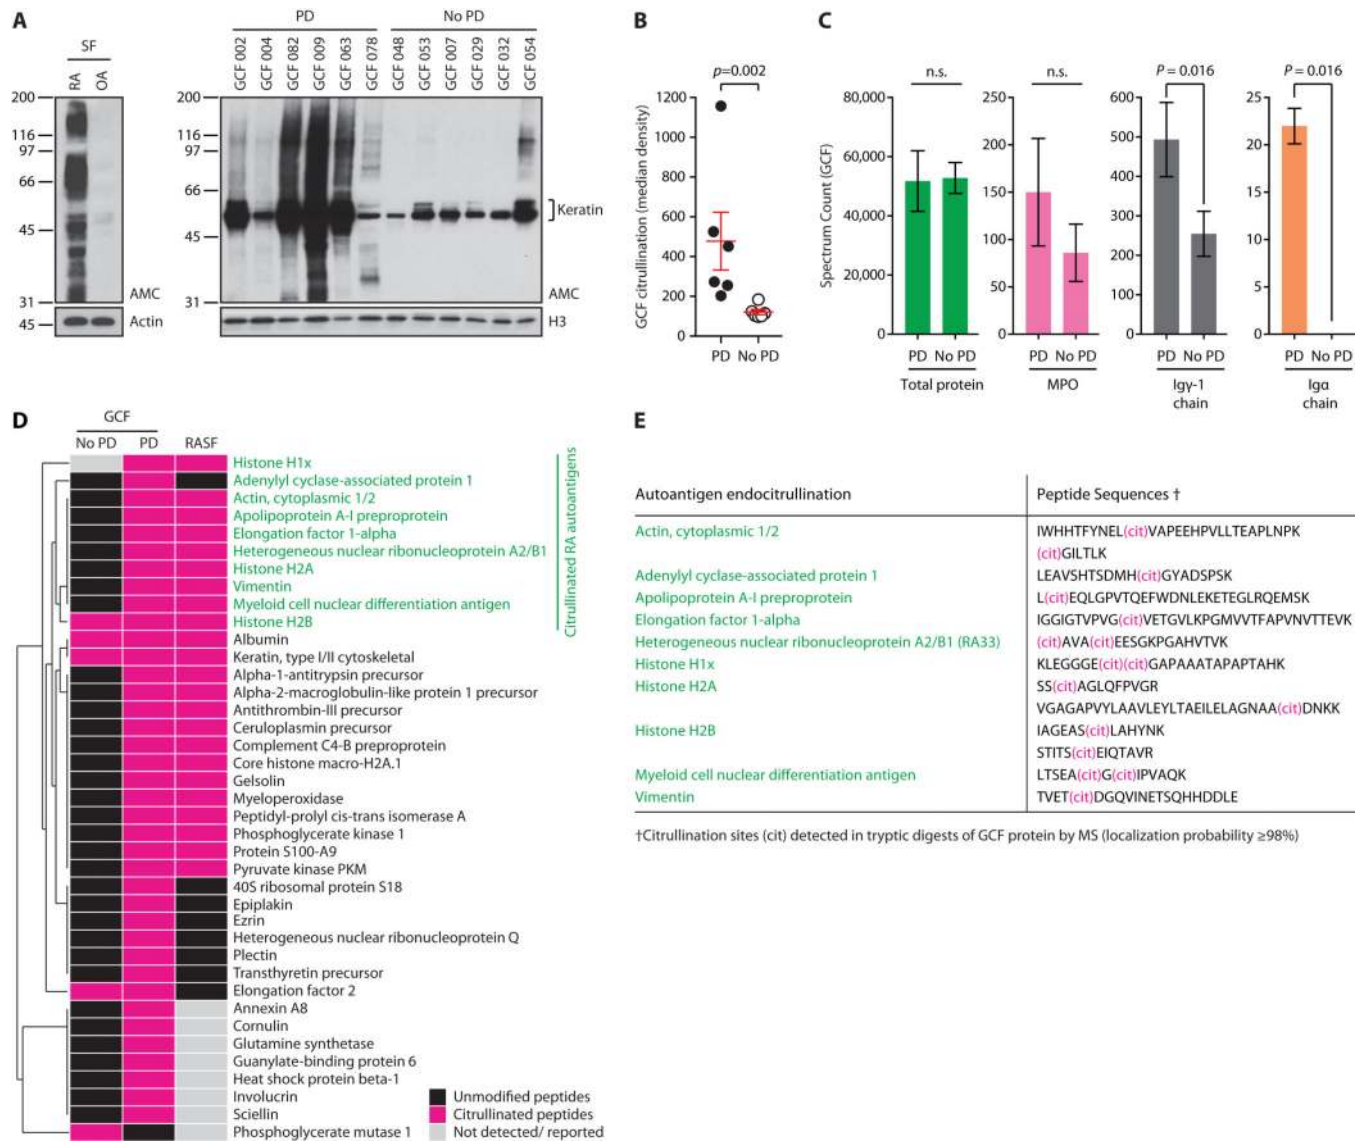 A
SF
RA
OA
200
116
97
66
45
31
AMC
45
Actin
PD
No PD
GCF 002
GCF 004
GCF 082
GCF 009
GCF 063
GCF 078
GCF 048
GCF 053
GCF 007
GCF 029
GCF 032
GCF 054
200
116
97
66
45
31
Keratin
AMC
H3
B
p=0.002
GCF citrullination (median density)
1200
1000
800
600
400
200
0
PD
No PD
C
Spectrum Count (GCF)
n.s.
80,000
60,000
40,000
20,000
0
PD No PD
Total protein
n.s.
250
200
150
100
50
0
PD No PD
MPO
P = 0.016
600
500
400
300
200
100
0
PD No PD
Igγ-1
chain
P = 0.016
25
20
15
10
5
0
PD No PD
Igα
chain
D
GCF
No PD PD RASF
Histone H1x
Adenylyl cyclase-associated protein 1
Actin, cytoplasmic 1/2
Apolipoprotein A-I preproprotein
Elongation factor 1-alpha
Heterogeneous nuclear ribonucleoprotein A2/B1
Histone H2A
Vimentin
Myeloid cell nuclear differentiation antigen
Histone H2B
Citrullinated RA autoantigens
Albumin
Keratin, type I/II cytoskeletal
Alpha-1-antitrypsin precursor
Alpha-2-macroglobulin-like protein 1 precursor
Antithrombin-III precursor
Ceruloplasmin precursor
Complement C4-B preproprotein
Core histone macro-H2A.1
Gelsolin
Myeloperoxidase
Peptidyl-prolyl cis-trans isomerase A
Phosphoglycerate kinase 1
Protein S100-A9
Pyruvate kinase PKM
40S ribosomal protein S18
Epiplakin
Ezrin
Heterogeneous nuclear ribonucleoprotein Q
Plectin
Transthyretin precursor
Elongation factor 2
Annexin A8
Cornulin
Glutamine synthetase
Guanylate-binding protein 6
Heat shock protein beta-1
Involucrin
Sciellin
Phosphoglycerate mutase 1
Unmodified peptides
Citrullinated peptides
Not detected/ reported
E
Autoantigen endocitrullination Peptide Sequences †
Actin, cytoplasmic 1/2 IWHHTFYNEL(cit)VAPEEHPVLLTEAPLNPK
(cit)GILTLK
Adenylyl cyclase-associated protein 1 LEAVSHTSDMH(cit)GYADSPSK
Apolipoprotein A-I preproprotein L(cit)EQLGPVTQEFWDNLEKETEGLRQEMSK
Elongation factor 1-alpha IGGIGTVPVG(cit)VETGVLKPGMVVTFAPVNVTTEVK
Heterogeneous nuclear ribonucleoprotein A2/B1 (RA33) (cit)AVA(cit)EESGKPGAHVTVK
Histone H1x KLEGGGE(cit)(cit)GAPAAATAPAPTAHK
Histone H2A SS(cit)AGLQFPVGR
VGAGAPVYLAAVLEYLTAEILELAGNAA(cit)DNKK
Histone H2B IAGEAS(cit)LAHYNK
STITS(cit)EIQTAVR
Myeloid cell nuclear differentiation antigen LTSEA(cit)G(cit)IPVAQK
Vimentin TVET(cit)DGQVINETSQHHDDLE
†Citrullination sites (cit) detected in tryptic digests of GCF protein by MS (localization probability ≥98%)